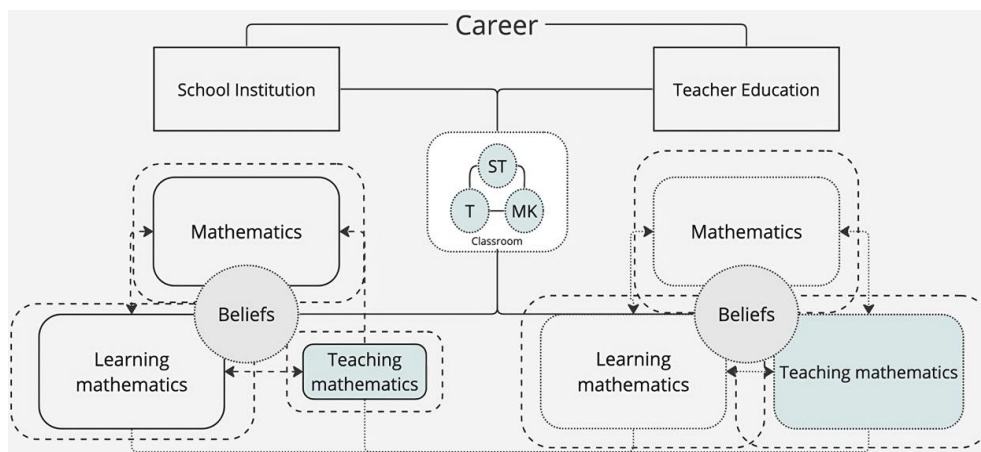 Career
School Institution
Teacher Education
ST
T
MK
Classroom
Mathematics
Beliefs
Learning
mathematics
Teaching
mathematics
Mathematics
Beliefs
Learning
mathematics
Teaching mathematics